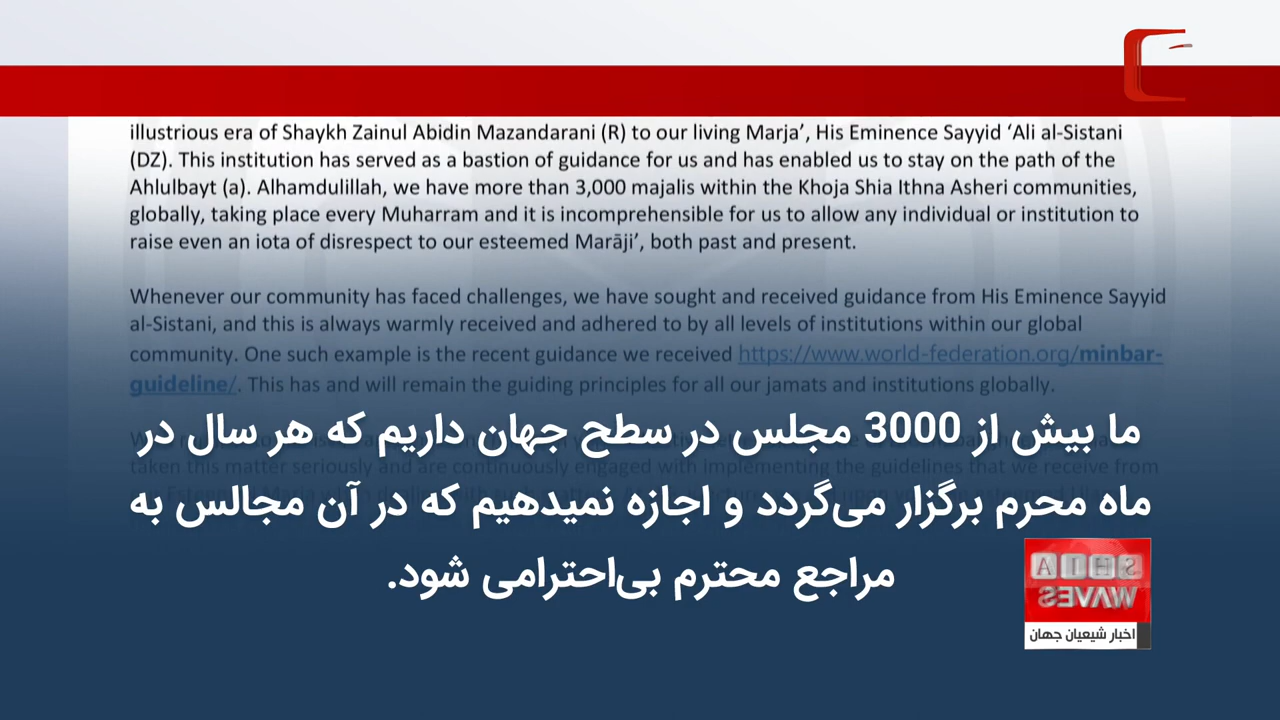 illustrious era of Shaykh Zainul Abidin Mazandarani (R) to our living Marja’, His Eminence Sayyid ‘Ali al-Sistani
(DZ). This institution has served as a bastion of guidance for us and has enabled us to stay on the path of the
Ahlulbayt (a). Alhamdulillah, we have more than 3,000 majalis within the Khoja Shia Ithna Asheri communities,
globally, taking place every Muharram and it is incomprehensible for us to allow any individual or institution to
raise even an iota of disrespect to our esteemed Marāji’, both past and present.
Whenever our community has faced challenges, we have sought and received guidance from His Eminence Sayyid
al-Sistani, and this is always warmly received and adhered to by all levels of institutions within our global
community. One such example is the recent guidance we received https://www.world-federation.org/minbar-
guideline/. This has and will remain the guiding principles for all our jamats and institutions globally.
taken this matter seriously and are continuously engaged with implementing the guidelines that we receive from
ما بیش از 3000 مجلس در سطح جهان داریم که هر سال در
ماه محرم برگزار می‌گردد و اجازه نمیدهیم که در آن مجالس به
مراجع محترم بی‌احترامی شود.
SHIA
WAVES
اخبار شیعیان جهان